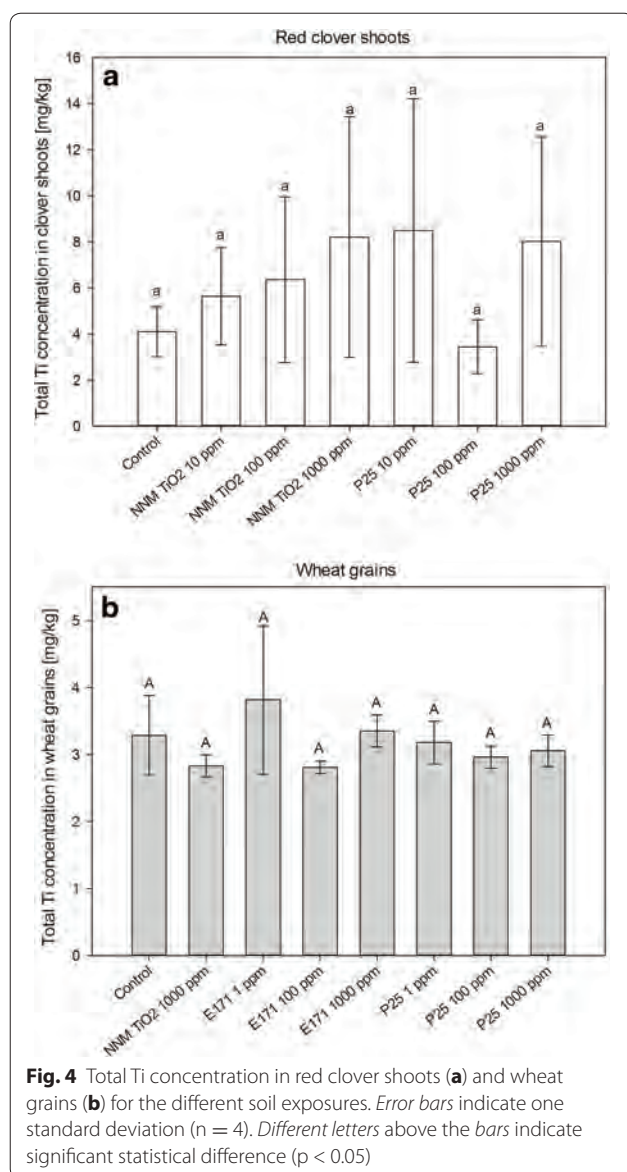 Red clover shoots
a
Total Ti concentration in clover shoots [mg/kg]
16
14
12
10
8
6
4
2
0
a
a
a
a
a
a
a
Control
NNM TiO2 10 ppm
NNM TiO2 100 ppm
NNM TiO2 1000 ppm
P25 10 ppm
P25 100 ppm
P25 1000 ppm
Wheat grains
b
Total Ti concentration in wheat grains [mg/kg]
5
4
3
2
1
0
A
A
A
A
A
A
A
A
Control
NNM TiO2 1000 ppm
E171 1 ppm
E171 100 ppm
E171 1000 ppm
P25 1 ppm
P25 100 ppm
P25 1000 ppm
Fig. 4 Total Ti concentration in red clover shoots (a) and wheat
grains (b) for the different soil exposures. Error bars indicate one
standard deviation (n = 4). Different letters above the bars indicate
significant statistical difference (p < 0.05)